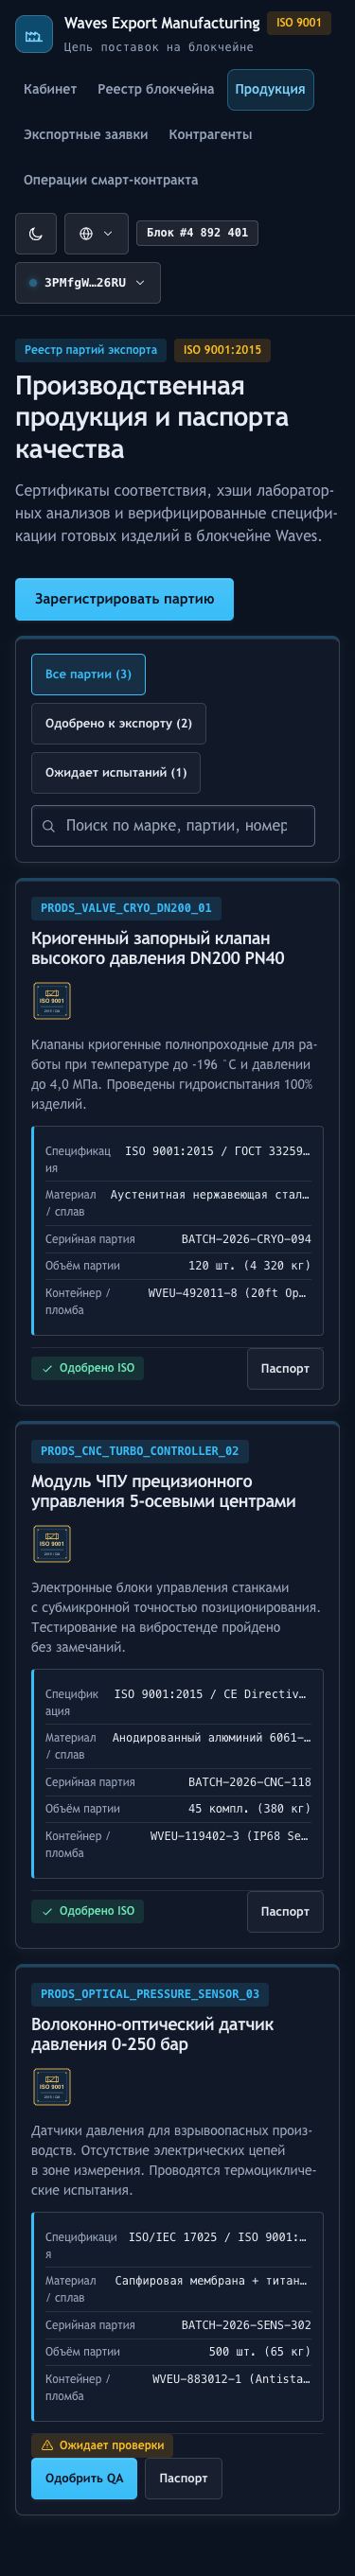 Waves Export Manufacturing ISO 9001
Цепь поставок на блокчейне
Кабинет Реестр блокчейна Продукция
Экспортные заявки Контрагенты
Операции смарт-контракта
Блок #4 892 401
3PMfgW…26RU
Реестр партий экспорта ISO 9001:2015
Производственная
продукция и паспорта
качества
Сертификаты соответствия, хэши лаборатор-
ных анализов и верифицированные специфи-
кации готовых изделий в блокчейне Waves.
Зарегистрировать партию
Все партии (3)
Одобрено к экспорту (2)
Ожидает испытаний (1)
Поиск по марке, партии, номер
PRODS_VALVE_CRYO_DN200_01
Криогенный запорный клапан
высокого давления DN200 PN40
ISO 9001
Клапаны криогенные полнопроходные для ра-
боты при температуре до -196 °C и давлении
до 4,0 МПа. Проведены гидроиспытания 100%
изделий.
Спецификац
ия
ISO 9001:2015 / ГОСТ 33259…
Материал
/ сплав
Аустенитная нержавеющая стал…
Серийная партия BATCH-2026-CRYO-094
Объём партии 120 шт. (4 320 кг)
Контейнер /
пломба
WVEU-492011-8 (20ft Op…
Одобрено ISO Паспорт
PRODS_CNC_TURBO_CONTROLLER_02
Модуль ЧПУ прецизионного
управления 5-осевыми центрами
ISO 9001
Электронные блоки управления станками
с субмикронной точностью позиционирования.
Тестирование на вибростенде пройдено
без замечаний.
Специфик
ация
ISO 9001:2015 / CE Directiv…
Материал
/ сплав
Анодированный алюминий 6061-…
Серийная партия BATCH-2026-CNC-118
Объём партии 45 компл. (380 кг)
Контейнер /
пломба
WVEU-119402-3 (IP68 Se…
Одобрено ISO Паспорт
PRODS_OPTICAL_PRESSURE_SENSOR_03
Волоконно-оптический датчик
давления 0-250 бар
ISO 9001
Датчики давления для взрывоопасных произ-
водств. Отсутствие электрических цепей
в зоне измерения. Проводятся термоцикличе-
ские испытания.
Спецификаци
я
ISO/IEC 17025 / ISO 9001:…
Материал
/ сплав
Сапфировая мембрана + титан…
Серийная партия BATCH-2026-SENS-302
Объём партии 500 шт. (65 кг)
Контейнер /
пломба
WVEU-883012-1 (Antista…
Ожидает проверки
Одобрить QA Паспорт